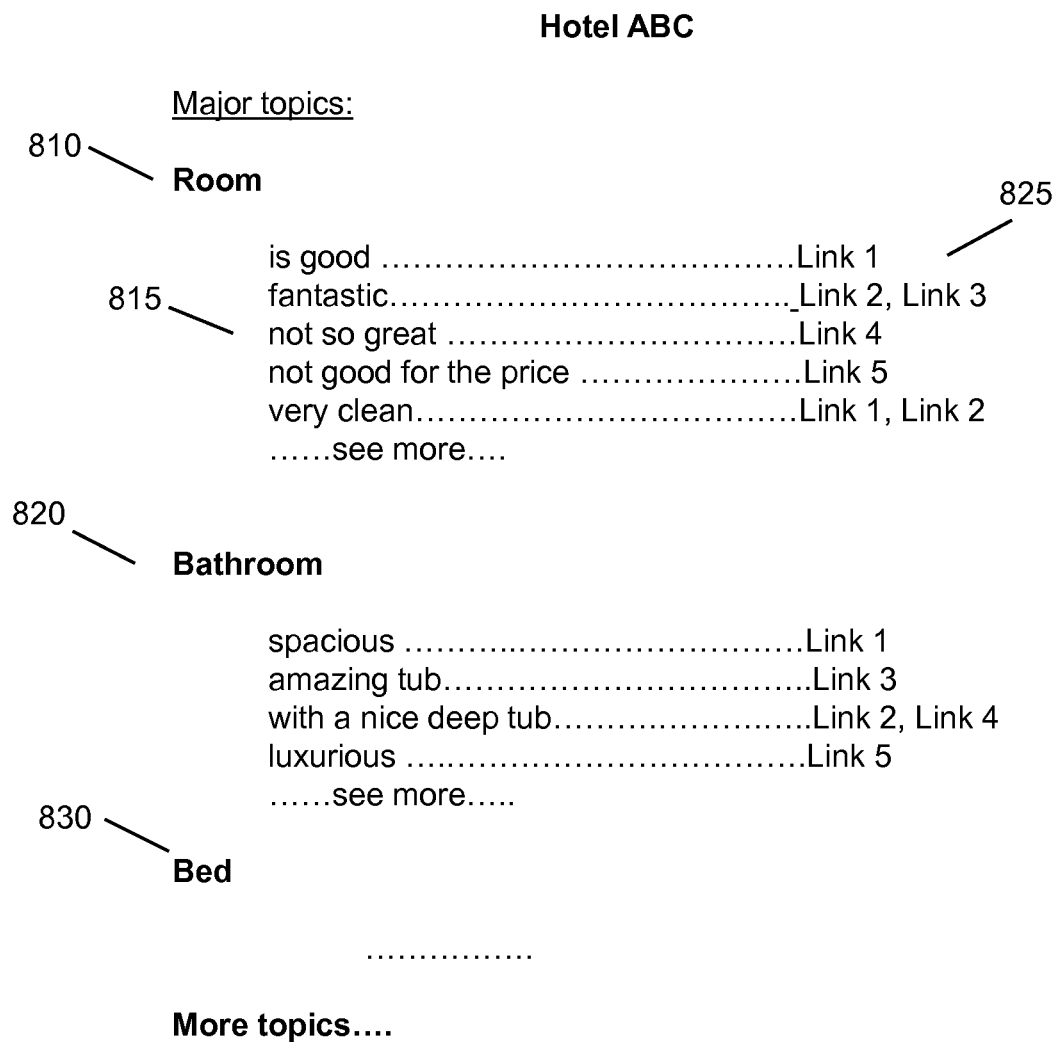 Hotel ABC
Major topics:
810
Room
825
is good …………………………………………Link 1
815
fantastic……………………………………….. Link 2, Link 3
not so great ………………………………….Link 4
not good for the price …………………….Link 5
very clean…………………………………….Link 1, Link 2
……see more….
820
Bathroom
spacious ………..……………………………Link 1
amazing tub…………………………………..Link 3
with a nice deep tub………………………..Link 2, Link 4
luxurious …..………………………………….Link 5
……see more…..
830
Bed
…………….
More topics….